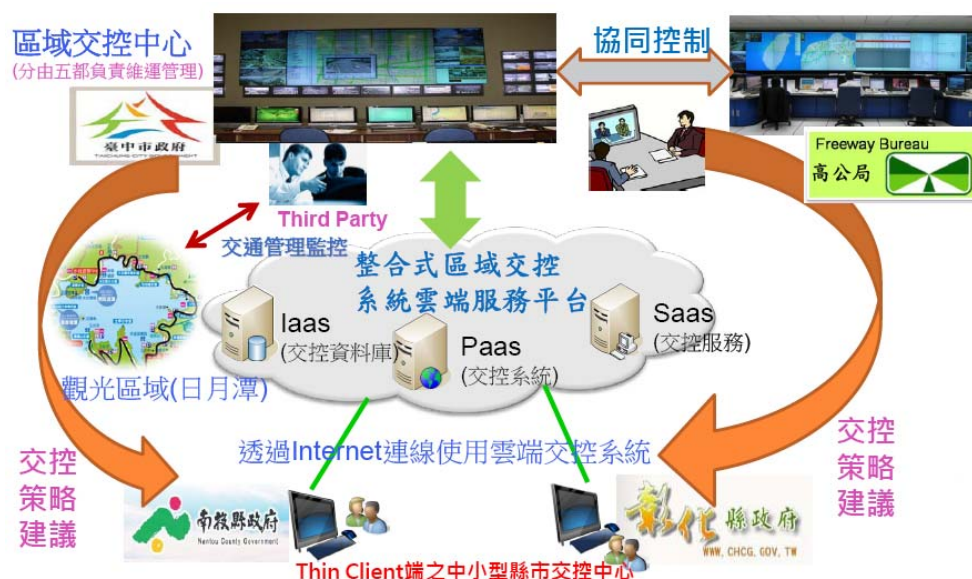 區域交控中心
(分由五都負責維運管理)
臺中市政府
TAICHUNG CITY GOVERNMENT
協同控制
Freeway Bureau
高公局
Third Party
交通管理監控
整合式區域交控
系統雲端服務平台
Iaas
(交控資料庫)
Paas
(交控系統)
Saas
(交控服務)
觀光區域(日月潭)
透過Internet連線使用雲端交控系統
交控
策略
建議
交控
策略
建議
南投縣政府
Nantou County Government
彰化縣政府
WWW.CHCG.GOV.TW
Thin Client端之中小型縣市交控中心